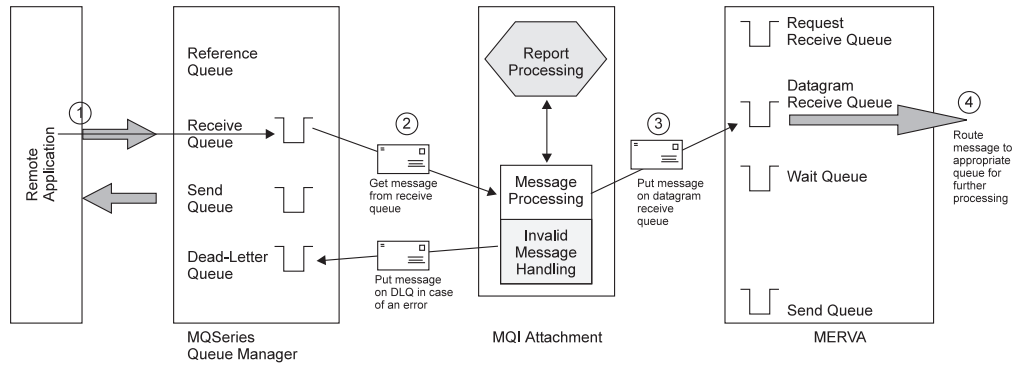 Remote
Application
1
Reference
Queue
Receive
Queue
Send
Queue
Dead-Letter
Queue
MQSeries
Queue Manager
2
Get message
from receive
queue
Put message
on DLQ in case
of an error
Report
Processing
Message
Processing
Invalid
Message
Handling
MQI Attachment
3
Put message
on datagram
receive
queue
Request
Receive Queue
Datagram
Receive Queue
Wait Queue
Send Queue
MERVA
4
Route
message to
appropriate
queue for
further
processing